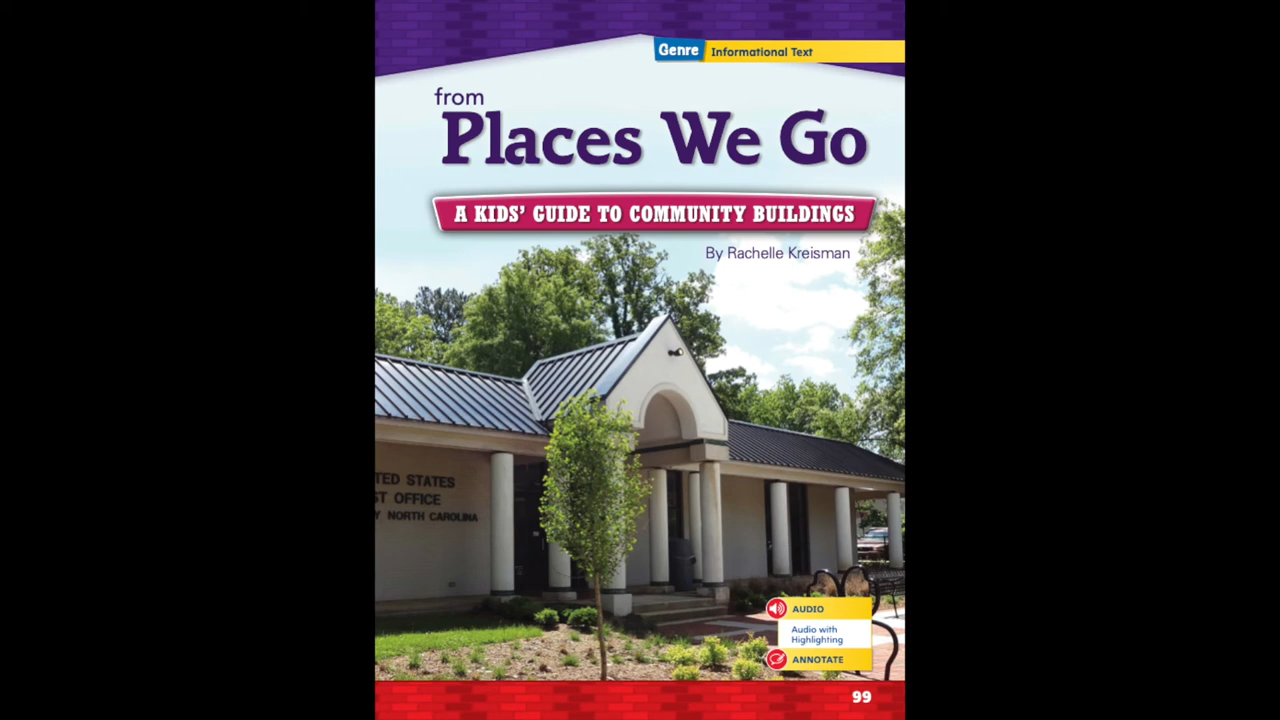 Genre Informational Text
from
Places We Go
A KIDS' GUIDE TO COMMUNITY BUILDINGS
By Rachelle Kreisman
TED STATES
ST OFFICE
Y NORTH CAROLINA
AUDIO
Audio with
Highlighting
ANNOTATE
99